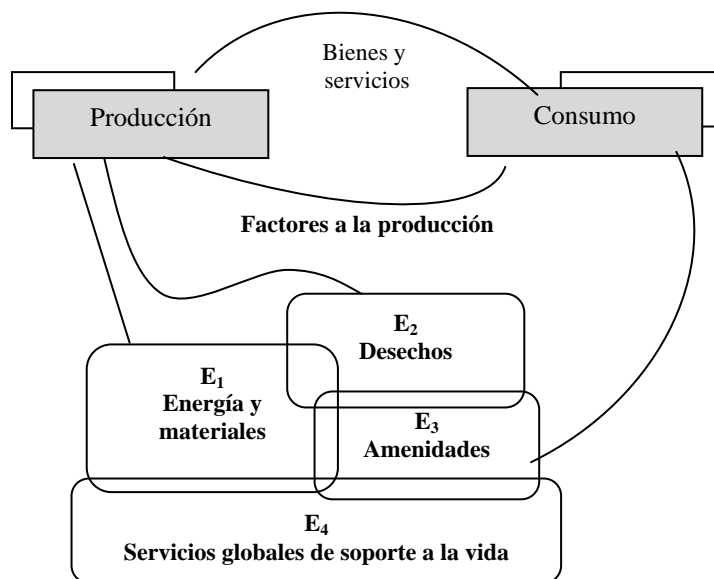 Bienes y
servicios
Producción
Consumo
Factores a la producción
E₂
Desechos
E₁
Energía y
materiales
E₃
Amenidades
E₄
Servicios globales de soporte a la vida